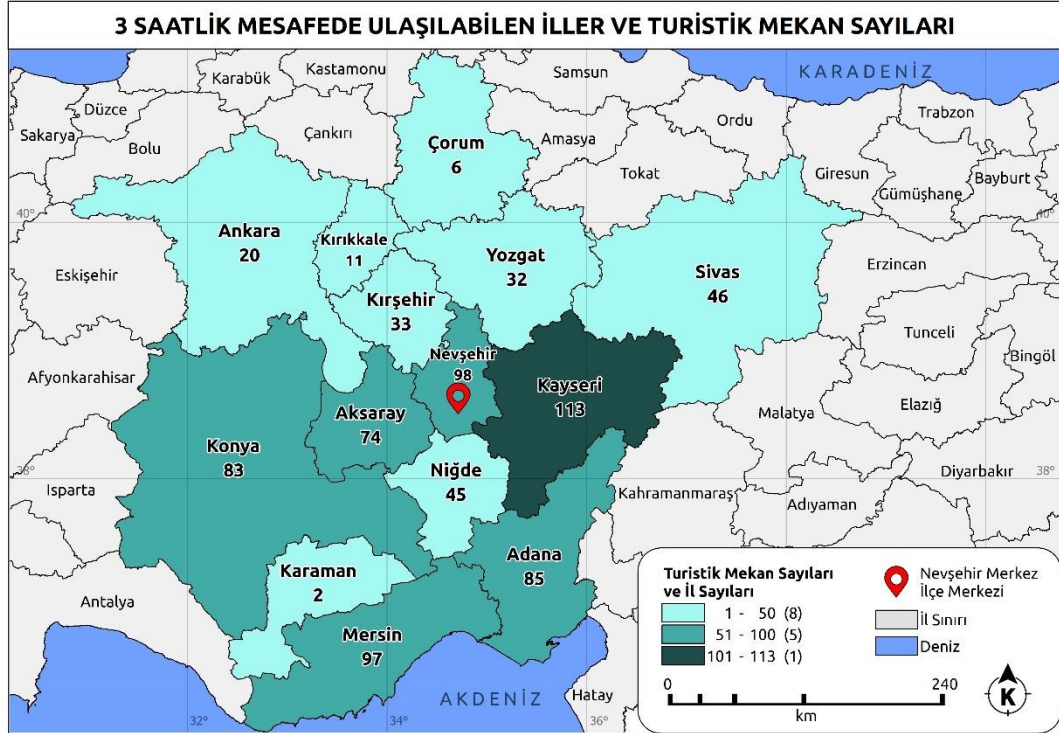 3 SAATLİK MESAFEDE ULAŞILABİLEN İLLER VE TURİSTİK MEKAN SAYILARI
KARADENİZ
Kastamonu
Karabük
Samsun
Düzce
Sakarya
Bolu
Çankırı
Çorum
6
Amasya
Ordu
Trabzon
Tokat
Giresun
Gümüşhane
Bayburt
40°
40°
Ankara
20
Kırıkkale
11
Yozgat
32
Sivas
46
Erzincan
Eskişehir
Kırşehir
33
Tunceli
Bingöl
Nevşehir
98
Afyonkarahisar
Kayseri
113
Malatya
Elazığ
Aksaray
74
Konya
83
38°
38°
Niğde
45
Diyarbakır
Isparta
Kahramanmaraş
Adıyaman
Adana
85
Karaman
2
Antalya
Mersin
97
AKDENİZ
Hatay
32°
34°
36°
Turistik Mekan Sayıları
ve İl Sayıları
1 - 50 (8)
51 - 100 (5)
101 - 113 (1)
Nevşehir Merkez
İlçe Merkezi
İl Sınırı
Deniz
0
240
km
K